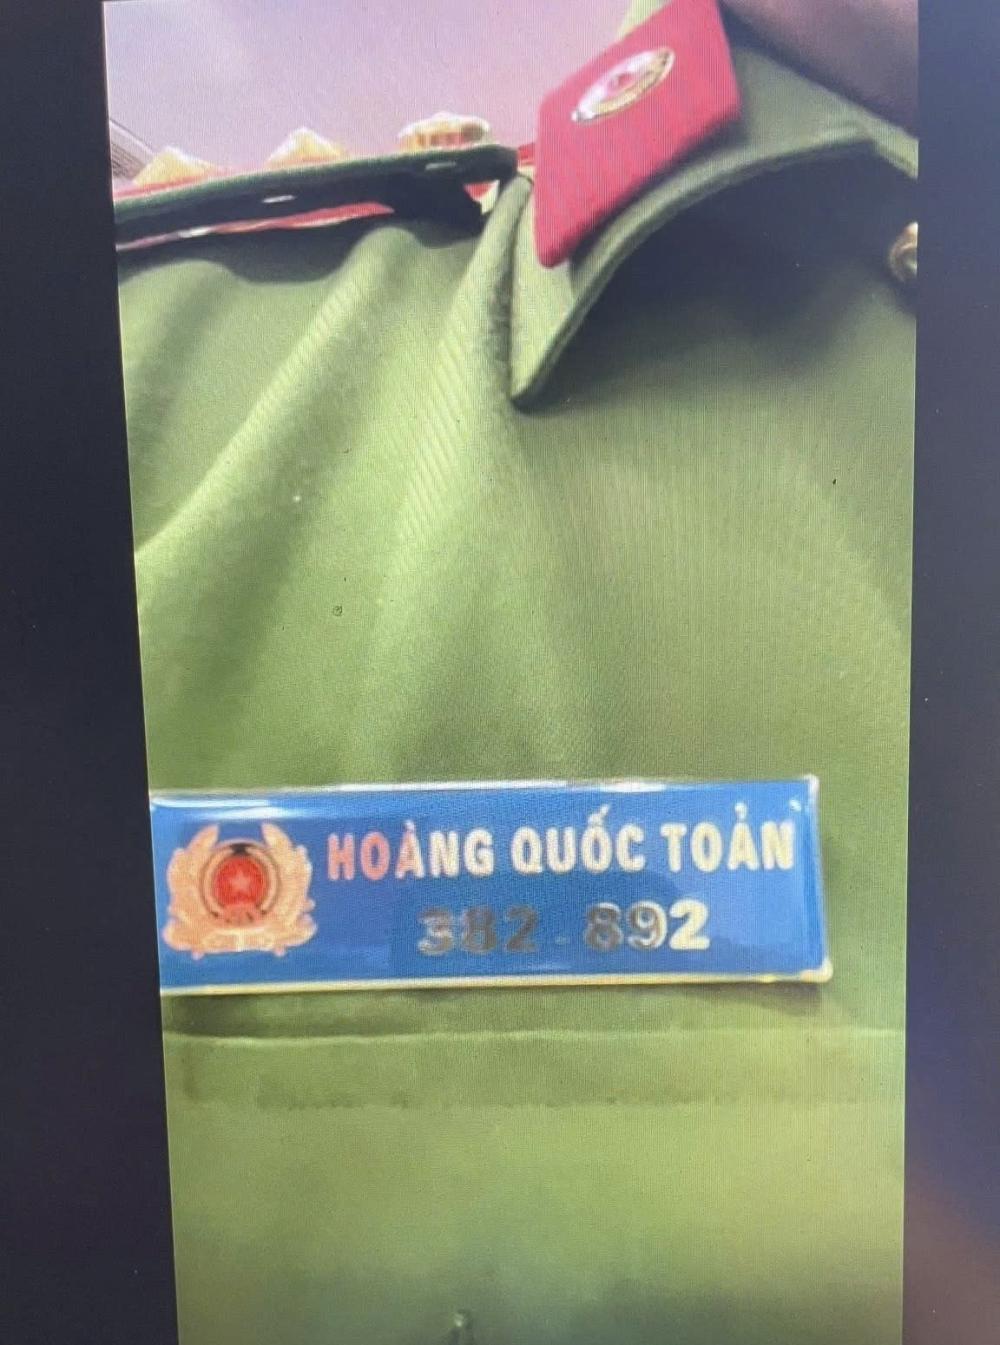 HOÀNG QUỐC TOẢN
382 - 892